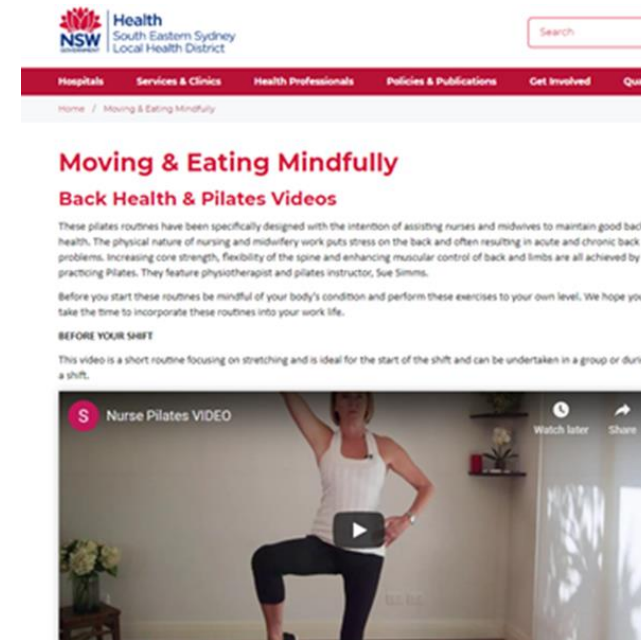 Health
NSW
GOVERNMENT
South Eastern Sydney
Local Health District
Search
Hospitals Services & Clinics Health Professionals Policies & Publications Get Involved Qua
Home / Moving & Eating Mindfully
Moving & Eating Mindfully
Back Health & Pilates Videos
These pilates routines have been specifically designed with the intention of assisting nurses and midwives to maintain good back
health. The physical nature of nursing and midwifery work puts stress on the back and often resulting in acute and chronic back
problems. Increasing core strength, flexibility of the spine and enhancing muscular control of back and limbs are all achieved by
practicing Pilates. They feature physiotherapist and pilates instructor, Sue Simms.
Before you start these routines be mindful of your body's condition and perform these exercises to your own level. We hope you
take the time to incorporate these routines into your work life.
BEFORE YOUR SHIFT
This video is a short routine focusing on stretching and is ideal for the start of the shift and can be undertaken in a group or duri
a shift.
S Nurse Pilates VIDEO
Watch later Share